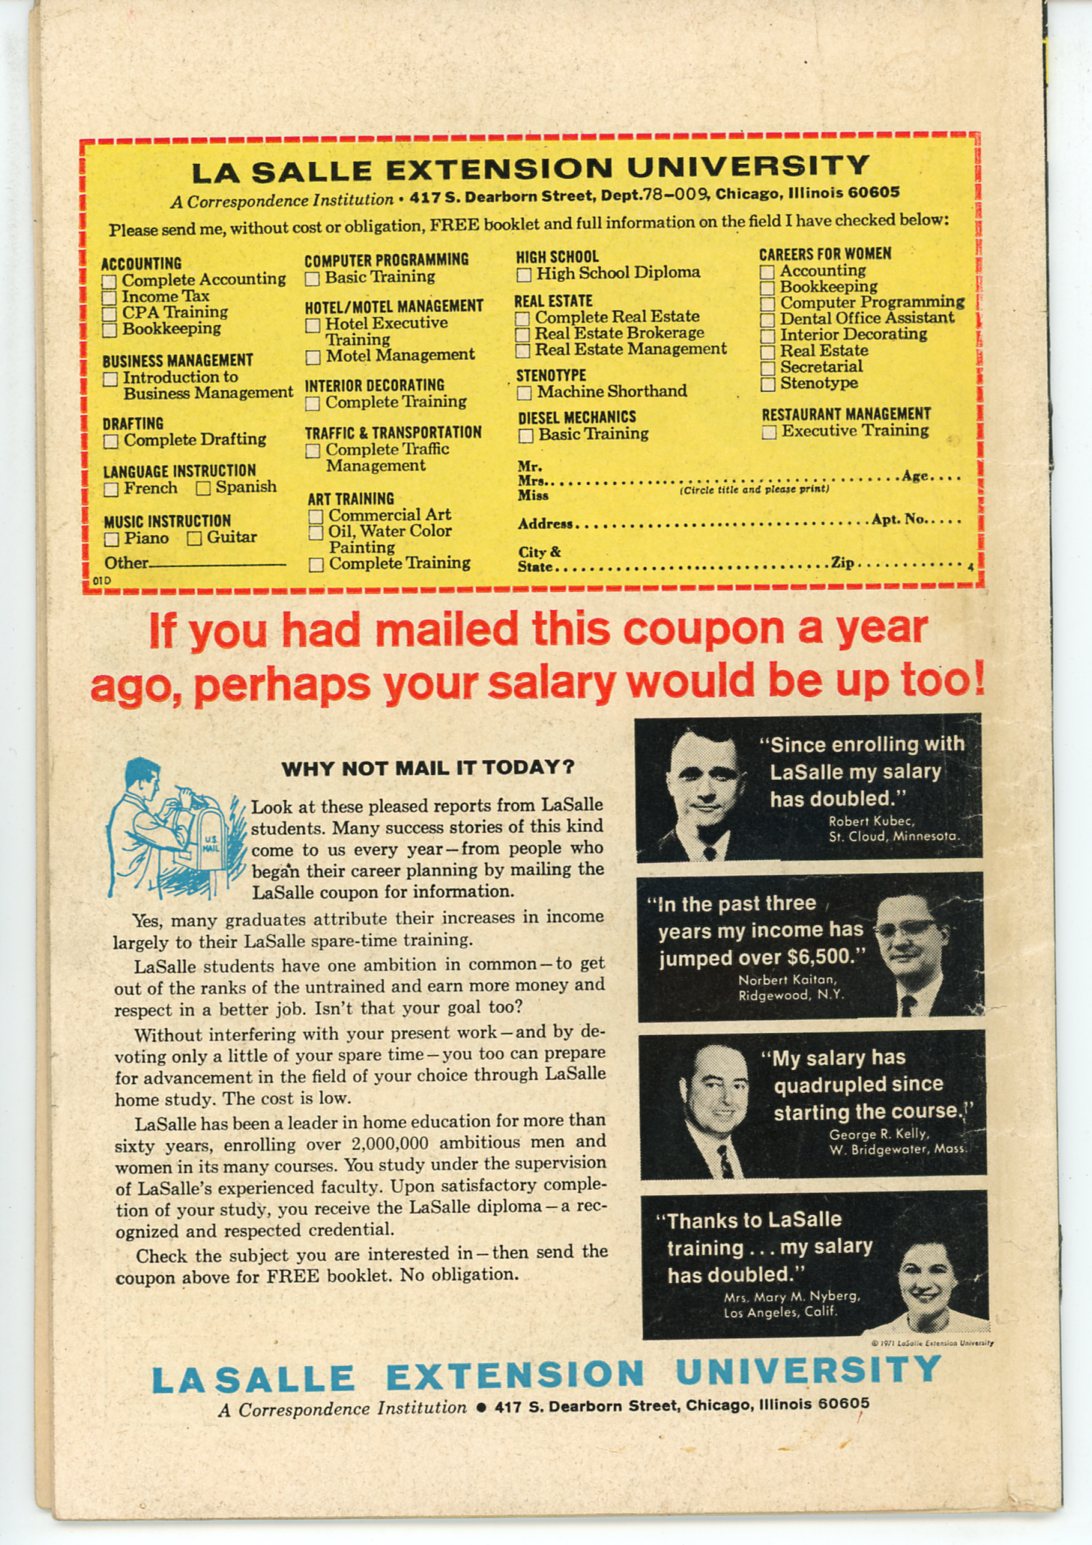 LA SALLE EXTENSION UNIVERSITY
A Correspondence Institution • 417 S. Dearborn Street, Dept.78-009, Chicago, Illinois 60605
Please send me, without cost or obligation, FREE booklet and full information on the field I have checked below:
ACCOUNTING
Complete Accounting
Income Tax
CPA Training
Bookkeeping
BUSINESS MANAGEMENT
Introduction to
Business Management
DRAFTING
Complete Drafting
LANGUAGE INSTRUCTION
French Spanish
MUSIC INSTRUCTION
Piano Guitar
Other
01D
COMPUTER PROGRAMMING
Basic Training
HOTEL/MOTEL MANAGEMENT
Hotel Executive
Training
Motel Management
INTERIOR DECORATING
Complete Training
TRAFFIC & TRANSPORTATION
Complete Traffic
Management
ART TRAINING
Commercial Art
Oil, Water Color
Painting
Complete Training
HIGH SCHOOL
High School Diploma
REAL ESTATE
Complete Real Estate
Real Estate Brokerage
Real Estate Management
STENOTYPE
Machine Shorthand
DIESEL MECHANICS
Basic Training
CAREERS FOR WOMEN
Accounting
Bookkeeping
Computer Programming
Dental Office Assistant
Interior Decorating
Real Estate
Secretarial
Stenotype
RESTAURANT MANAGEMENT
Executive Training
Mr.
Mrs. Age
Miss (Circle title and please print)
Address Apt. No.
City &
State Zip 4
If you had mailed this coupon a year
ago, perhaps your salary would be up too!
WHY NOT MAIL IT TODAY?
U.S.
MAIL
Look at these pleased reports from LaSalle
students. Many success stories of this kind
come to us every year—from people who
began their career planning by mailing the
LaSalle coupon for information.
Yes, many graduates attribute their increases in income
largely to their LaSalle spare-time training.
LaSalle students have one ambition in common—to get
out of the ranks of the untrained and earn more money and
respect in a better job. Isn't that your goal too?
Without interfering with your present work—and by de-
voting only a little of your spare time—you too can prepare
for advancement in the field of your choice through LaSalle
home study. The cost is low.
LaSalle has been a leader in home education for more than
sixty years, enrolling over 2,000,000 ambitious men and
women in its many courses. You study under the supervision
of LaSalle's experienced faculty. Upon satisfactory comple-
tion of your study, you receive the LaSalle diploma—a rec-
ognized and respected credential.
Check the subject you are interested in—then send the
coupon above for FREE booklet. No obligation.
"Since enrolling with
LaSalle my salary
has doubled."
Robert Kubec,
St. Cloud, Minnesota.
"In the past three
years my income has
jumped over $6,500."
Norbert Kaitan,
Ridgewood, N.Y.
"My salary has
quadrupled since
starting the course."
George R. Kelly,
W. Bridgewater, Mass.
"Thanks to LaSalle
training ... my salary
has doubled."
Mrs. Mary M. Nyberg,
Los Angeles, Calif.
© 1971 LaSalle Extension University
LASALLE EXTENSION UNIVERSITY
A Correspondence Institution • 417 S. Dearborn Street, Chicago, Illinois 60605